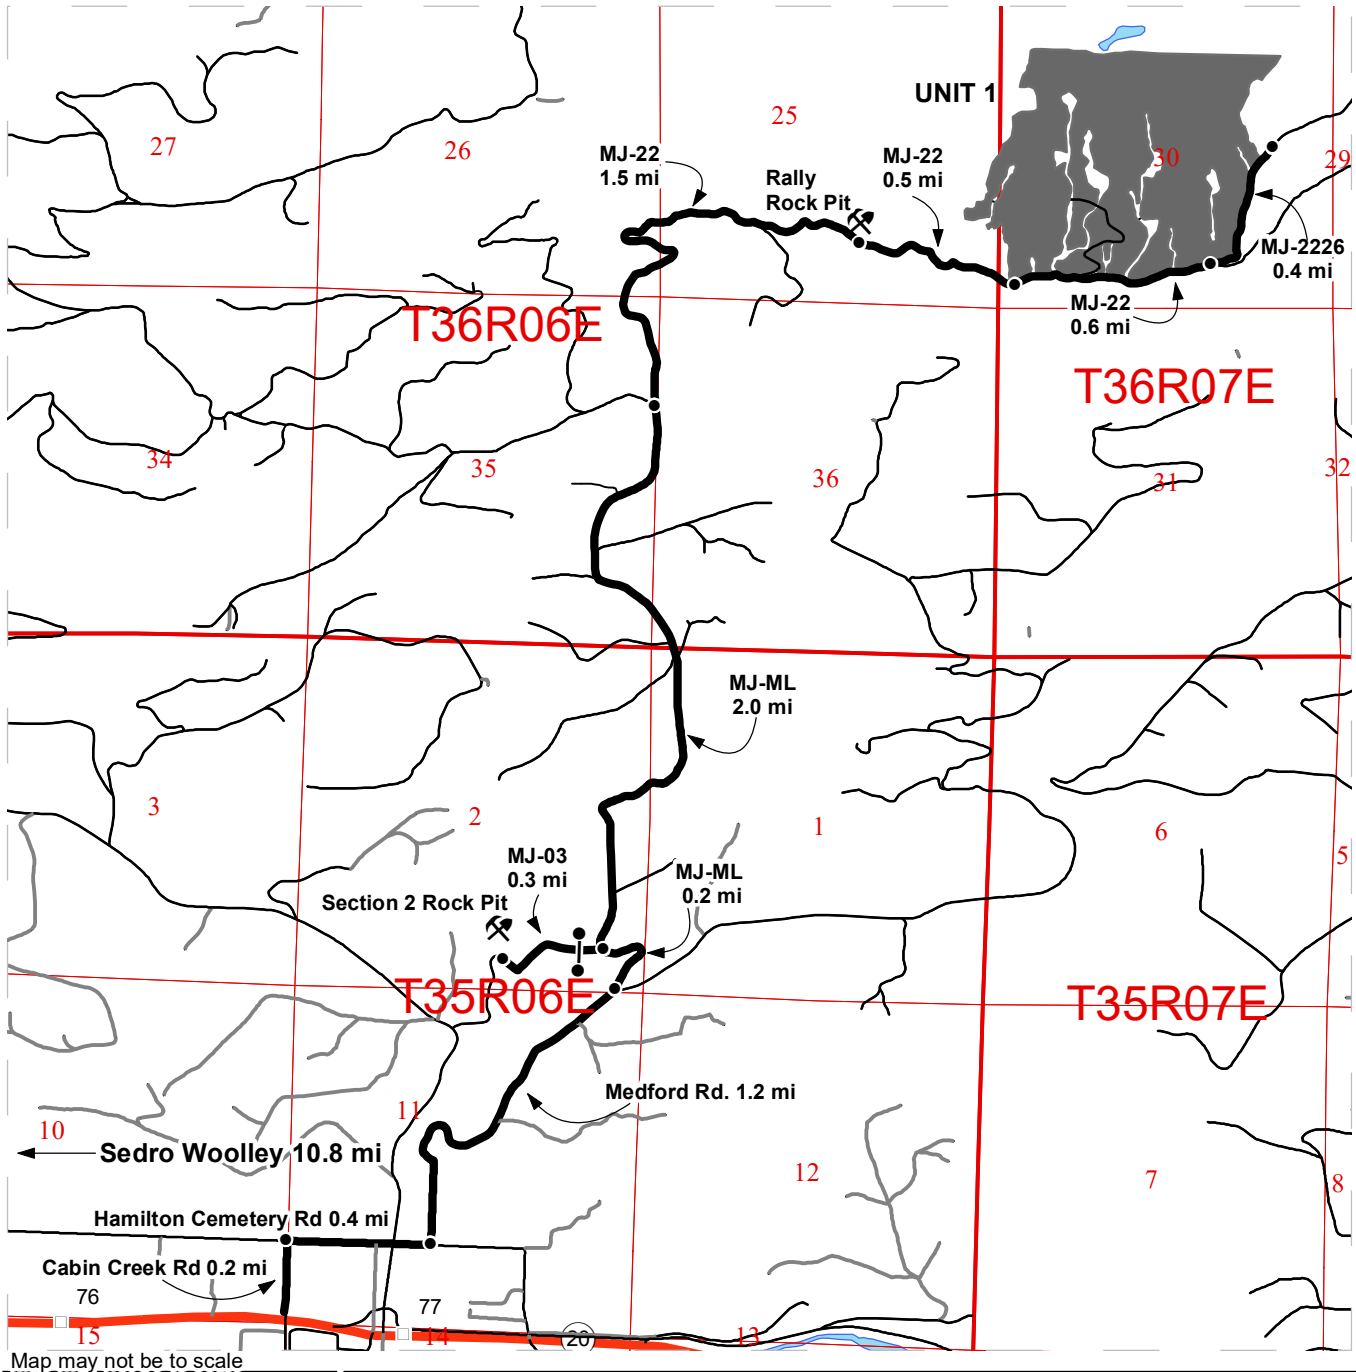 UNIT 1
25
27
26
30
29
MJ-22
1.5 mi
MJ-22
0.5 mi
Rally
Rock Pit
MJ-2226
0.4 mi
MJ-22
0.6 mi
T36R06E
T36R07E
34
35
36
31
32
MJ-ML
2.0 mi
3
2
1
6
5
MJ-03
0.3 mi
MJ-ML
0.2 mi
Section 2 Rock Pit
T35R06E
T35R07E
Medford Rd. 1.2 mi
11
10
Sedro Woolley 10.8 mi
12
7
8
Hamilton Cemetery Rd 0.4 mi
Cabin Creek Rd 0.2 mi
76
77
15
14
20
13
Map may not be to scale